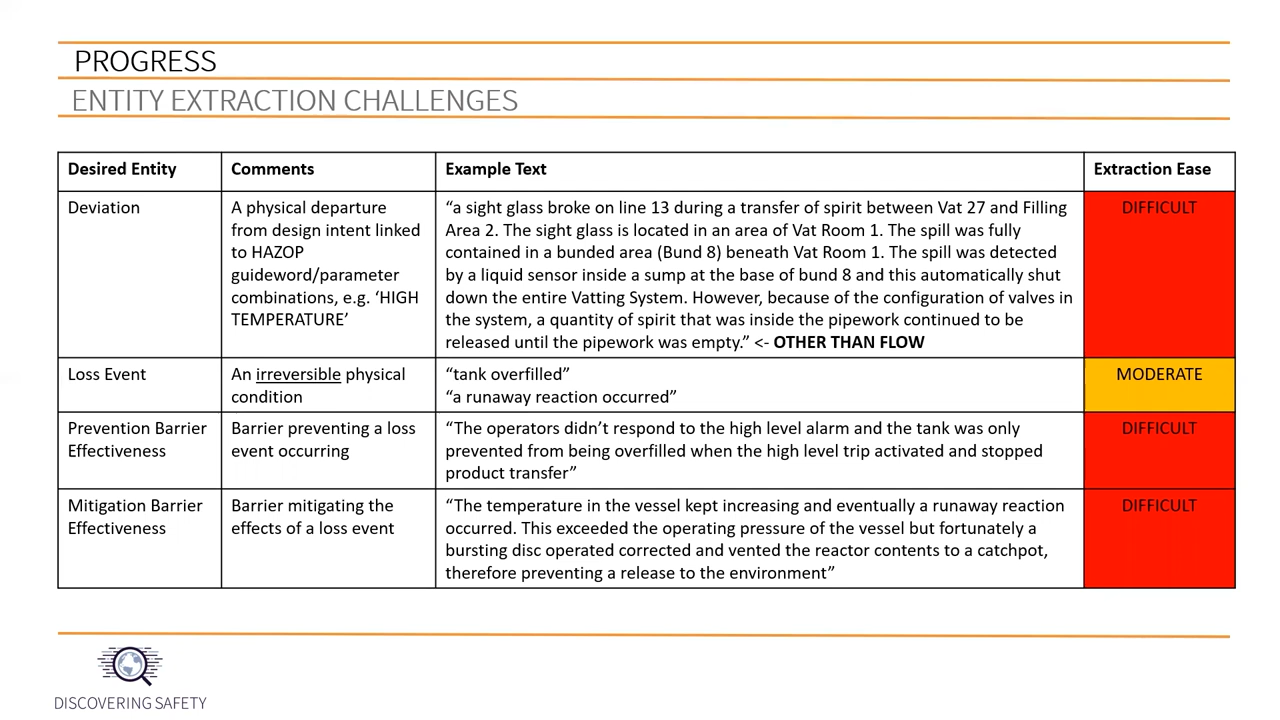 PROGRESS
ENTITY EXTRACTION CHALLENGES
Desired Entity
Comments
Example Text
Extraction Ease
Deviation
A physical departure
from design intent linked
to HAZOP
guideword/parameter
combinations, e.g. ‘HIGH
TEMPERATURE’
“a sight glass broke on line 13 during a transfer of spirit between Vat 27 and Filling
Area 2. The sight glass is located in an area of Vat Room 1. The spill was fully
contained in a bunded area (Bund 8) beneath Vat Room 1. The spill was detected
by a liquid sensor inside a sump at the base of bund 8 and this automatically shut
down the entire Vatting System. However, because of the configuration of valves in
the system, a quantity of spirit that was inside the pipework continued to be
released until the pipework was empty.” <- OTHER THAN FLOW
DIFFICULT
Loss Event
An irreversible physical
condition
“tank overfilled”
“a runaway reaction occurred”
MODERATE
Prevention Barrier
Effectiveness
Barrier preventing a loss
event occurring
“The operators didn’t respond to the high level alarm and the tank was only
prevented from being overfilled when the high level trip activated and stopped
product transfer”
DIFFICULT
Mitigation Barrier
Effectiveness
Barrier mitigating the
effects of a loss event
“The temperature in the vessel kept increasing and eventually a runaway reaction
occurred. This exceeded the operating pressure of the vessel but fortunately a
bursting disc operated corrected and vented the reactor contents to a catchpot,
therefore preventing a release to the environment”
DIFFICULT
DISCOVERING SAFETY